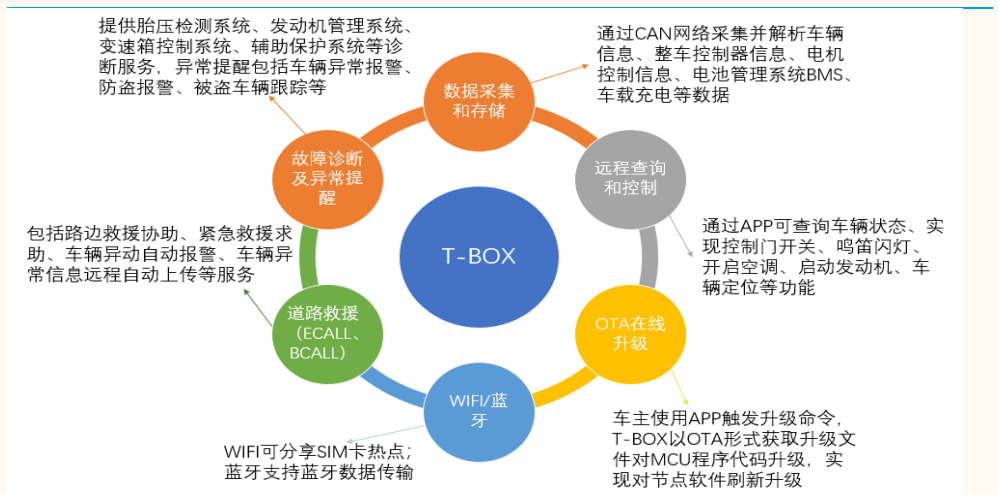 提供胎压检测系统、发动机管理系统、
变速箱控制系统、辅助保护系统等诊
断服务，异常提醒包括车辆异常报警、
防盗报警、被盗车辆跟踪等
数据采集
和存储
通过CAN网络采集并解析车辆
信息、整车控制器信息、电机
控制信息、电池管理系统BMS、
车载充电等数据
故障诊断
及异常提
醒
远程查询
和控制
T-BOX
通过APP可查询车辆状态、实
现控制门开关、鸣笛闪灯、
开启空调、启动发动机、车
辆定位等功能
包括路边救援协助、紧急救援求
助、车辆异动自动报警、车辆异
常信息远程自动上传等服务
道路救援
（ECALL、
BCALL）
OTA在线
升级
WIFI/蓝
牙
WIFI可分享SIM卡热点；
蓝牙支持蓝牙数据传输
车主使用APP触发升级命令，
T-BOX以OTA形式获取升级文
件对MCU程序代码升级，实
现对节点软件刷新升级